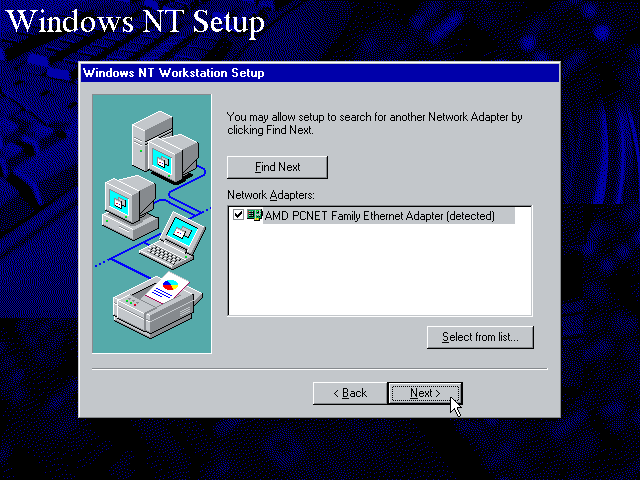 Windows NT Setup
Windows NT Workstation Setup
You may allow setup to search for another Network Adapter by
clicking Find Next.
Find Next
Network Adapters:
AMD PCNET Family Ethernet Adapter (detected)
Select from list...
< Back
Next >